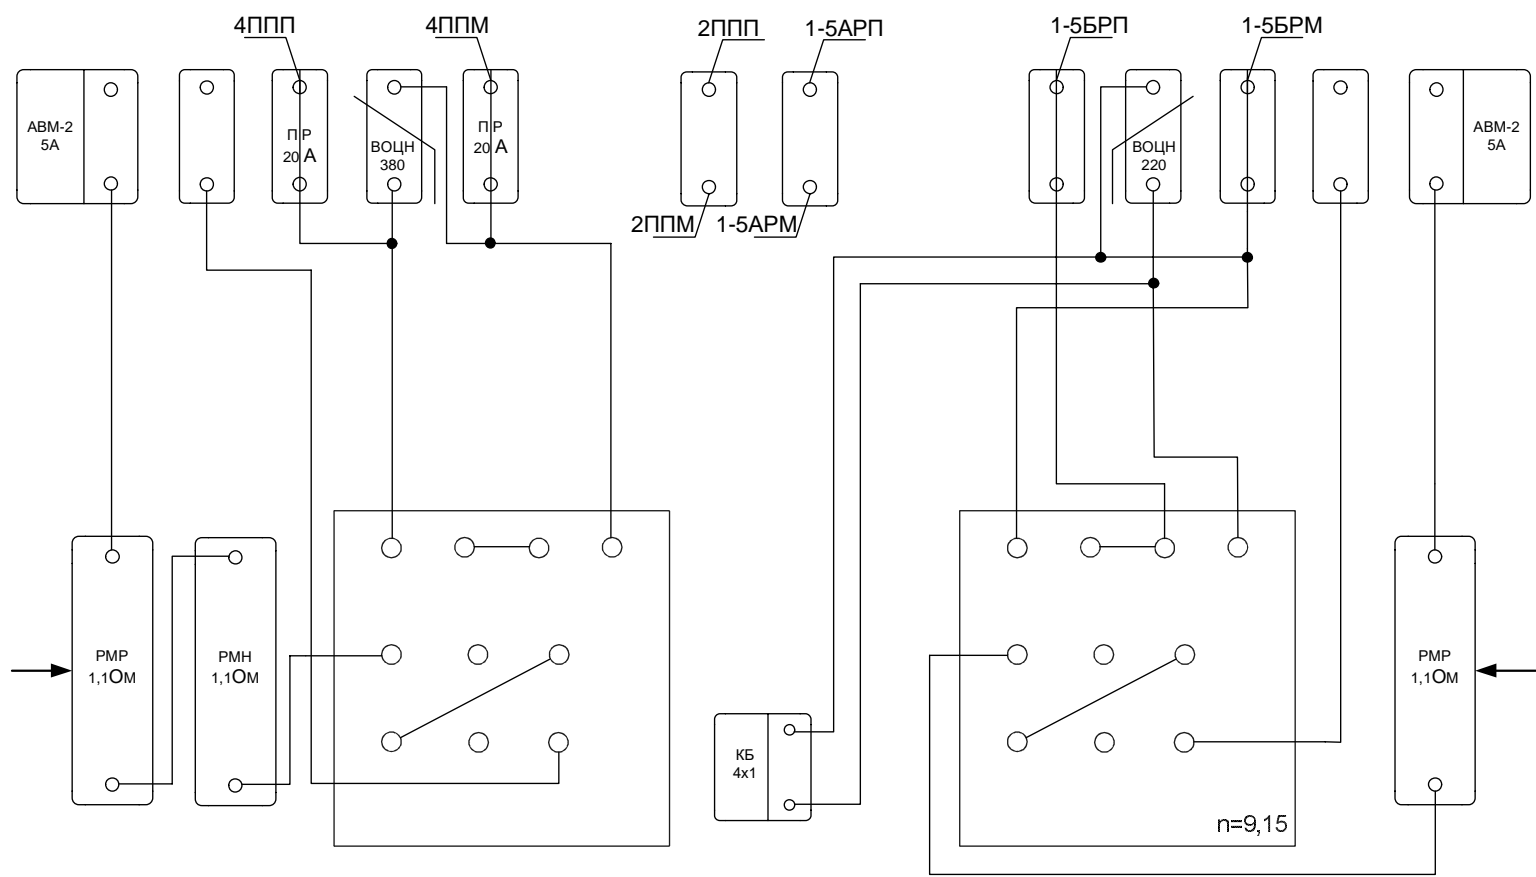 4ППП
4ППМ
2ППП
1-5АРП
1-5БРП
1-5БРМ
АВМ-2
5А
ПР
20 А
ВОЦН
380
ПР
20 А
ВОЦН
220
АВМ-2
5А
2ППМ
1-5АРМ
РМР
1,1Ом
РМН
1,1Ом
РМР
1,1Ом
КБ
4х1
n=9,15